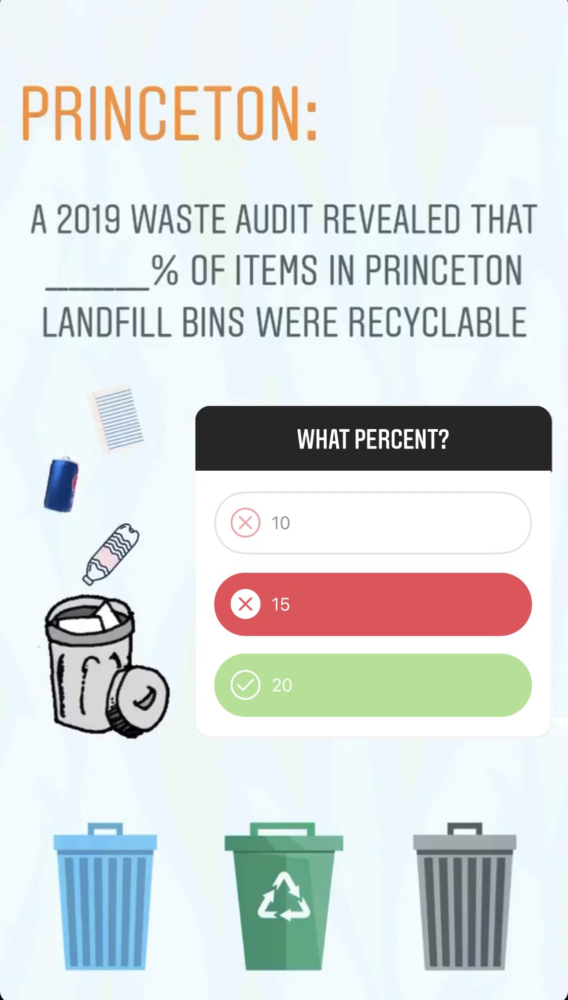 PRINCETON:
A 2019 WASTE AUDIT REVEALED THAT
_________% OF ITEMS IN PRINCETON
LANDFILL BINS WERE RECYCLABLE
WHAT PERCENT?
10
15
20